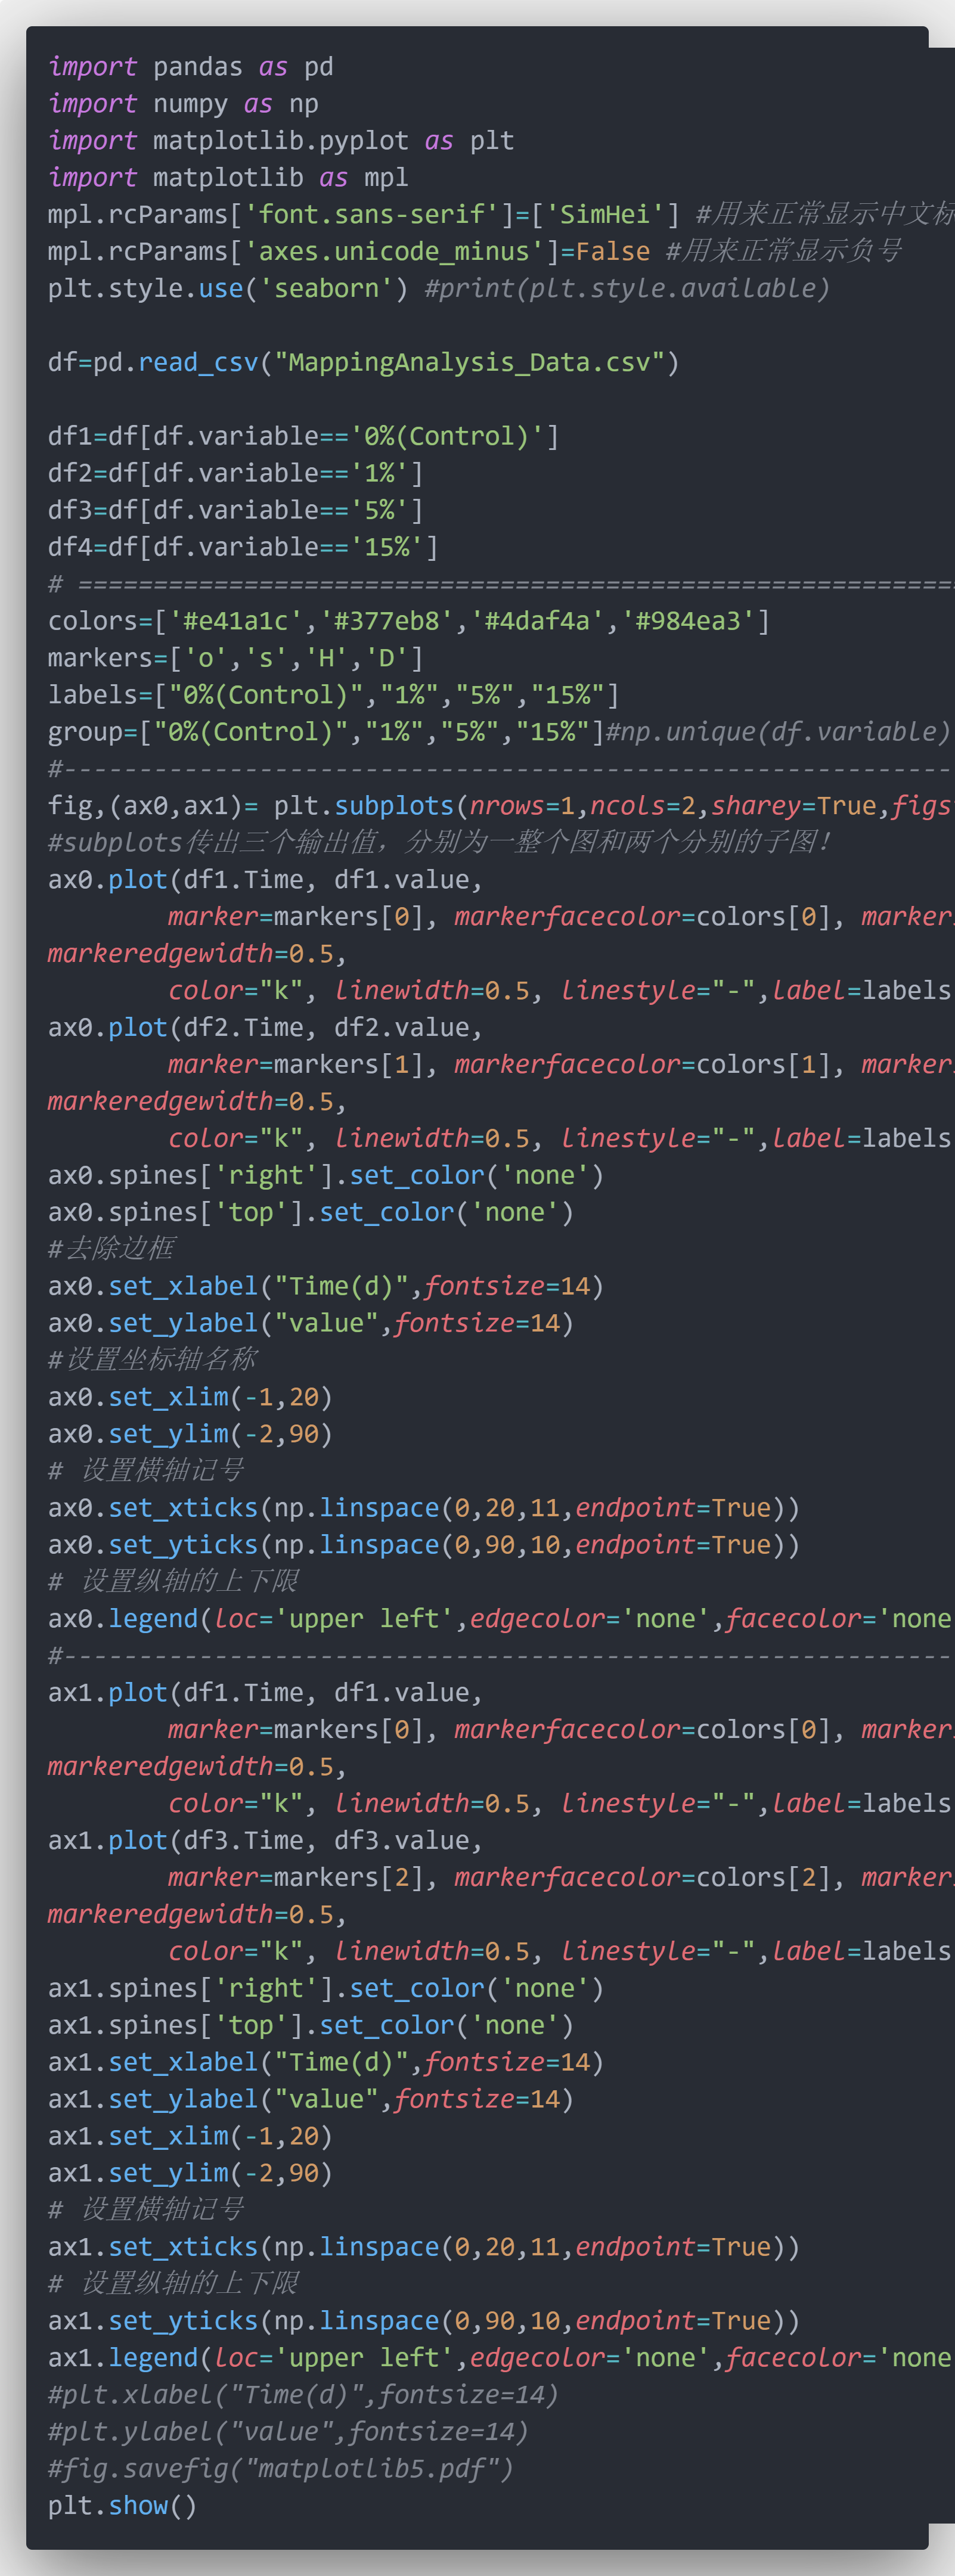 import pandas as pd
import numpy as np
import matplotlib.pyplot as plt
import matplotlib as mpl
mpl.rcParams['font.sans-serif']=['SimHei'] #用来正常显示中文标
mpl.rcParams['axes.unicode_minus']=False #用来正常显示负号
plt.style.use('seaborn') #print(plt.style.available)

df=pd.read_csv("MappingAnalysis_Data.csv")

df1=df[df.variable=='0%(Control)']
df2=df[df.variable=='1%']
df3=df[df.variable=='5%']
df4=df[df.variable=='15%']
# ==========================================================
colors=['#e41a1c','#377eb8','#4daf4a','#984ea3']
markers=['o','s','H','D']
labels=["0%(Control)","1%","5%","15%"]
group=["0%(Control)","1%","5%","15%"]#np.unique(df.variable)
#-----------------------------------------------------------
fig,(ax0,ax1)= plt.subplots(nrows=1,ncols=2,sharey=True,figs
#subplots传出三个输出值，分别为一整个图和两个分别的子图！
ax0.plot(df1.Time, df1.value,
        marker=markers[0], markerfacecolor=colors[0], marker
markeredgewidth=0.5,
        color="k", linewidth=0.5, linestyle="-",label=labels
ax0.plot(df2.Time, df2.value,
        marker=markers[1], markerfacecolor=colors[1], marker
markeredgewidth=0.5,
        color="k", linewidth=0.5, linestyle="-",label=labels
ax0.spines['right'].set_color('none')
ax0.spines['top'].set_color('none')
#去除边框
ax0.set_xlabel("Time(d)",fontsize=14)
ax0.set_ylabel("value",fontsize=14)
#设置坐标轴名称
ax0.set_xlim(-1,20)
ax0.set_ylim(-2,90)
# 设置横轴记号
ax0.set_xticks(np.linspace(0,20,11,endpoint=True))
ax0.set_yticks(np.linspace(0,90,10,endpoint=True))
# 设置纵轴的上下限
ax0.legend(loc='upper left',edgecolor='none',facecolor='none
#-----------------------------------------------------------
ax1.plot(df1.Time, df1.value,
        marker=markers[0], markerfacecolor=colors[0], marker
markeredgewidth=0.5,
        color="k", linewidth=0.5, linestyle="-",label=labels
ax1.plot(df3.Time, df3.value,
        marker=markers[2], markerfacecolor=colors[2], marker
markeredgewidth=0.5,
        color="k", linewidth=0.5, linestyle="-",label=labels
ax1.spines['right'].set_color('none')
ax1.spines['top'].set_color('none')
ax1.set_xlabel("Time(d)",fontsize=14)
ax1.set_ylabel("value",fontsize=14)
ax1.set_xlim(-1,20)
ax1.set_ylim(-2,90)
# 设置横轴记号
ax1.set_xticks(np.linspace(0,20,11,endpoint=True))
# 设置纵轴的上下限
ax1.set_yticks(np.linspace(0,90,10,endpoint=True))
ax1.legend(loc='upper left',edgecolor='none',facecolor='none
#plt.xlabel("Time(d)",fontsize=14)
#plt.ylabel("value",fontsize=14)
#fig.savefig("matplotlib5.pdf")
plt.show()